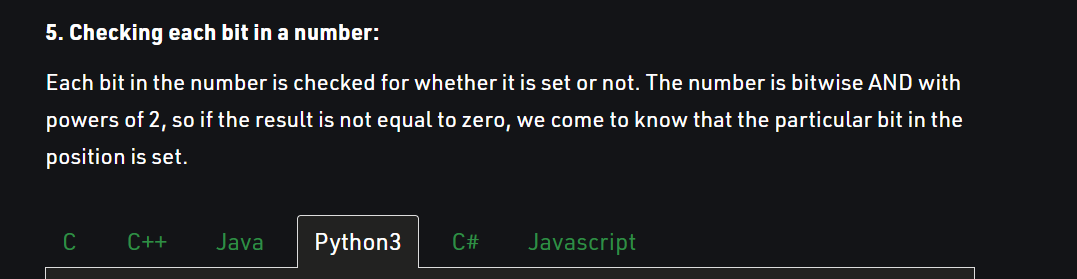 5. Checking each bit in a number:
Each bit in the number is checked for whether it is set or not. The number is bitwise AND with
powers of 2, so if the result is not equal to zero, we come to know that the particular bit in the
position is set.
C C++ Java Python3 C# Javascript